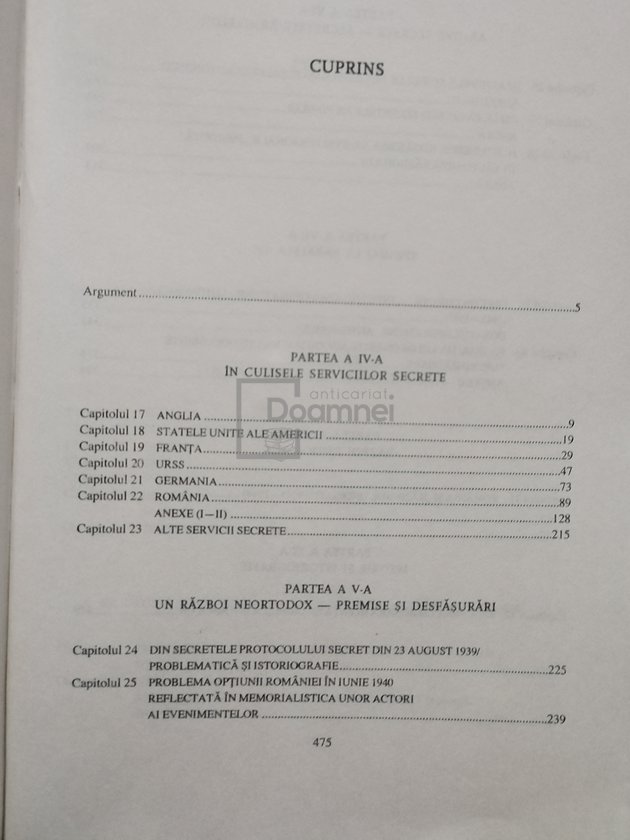 CUPRINS
Argument.....5
PARTEA A IV-A
ÎN CULISELE SERVICIILOR SECRETE
anticariat
Doamnei
Capitolul 17 ANGLIA.....9
Capitolul 18 STATELE UNITE ALE AMERICII.....19
Capitolul 19 FRANȚA.....29
Capitolul 20 URSS.....47
Capitolul 21 GERMANIA.....73
Capitolul 22 ROMÂNIA.....89
ANEXE (I—II).....128
Capitolul 23 ALTE SERVICII SECRETE.....215
PARTEA A V-A
UN RĂZBOI NEORTODOX — PREMISE ȘI DESFĂȘURĂRI
Capitolul 24 DIN SECRETELE PROTOCOLULUI SECRET DIN 23 AUGUST 1939/
PROBLEMATICĂ ȘI ISTORIOGRAFIE.....225
Capitolul 25 PROBLEMA OPȚIUNII ROMÂNIEI ÎN IUNIE 1940
REFLECTATĂ ÎN MEMORIALISTICA UNOR ACTORI
AI EVENIMENTELOR.....239
475